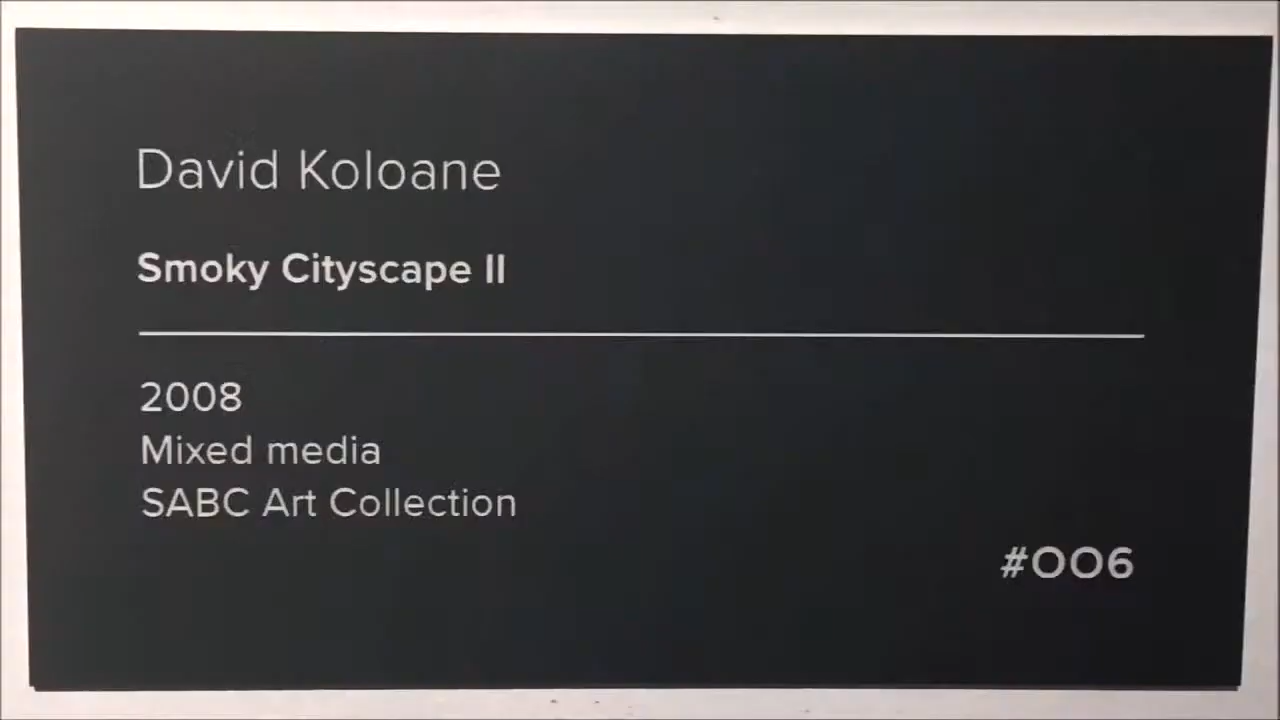 David Koloane
Smoky Cityscape II
2008
Mixed media
SABC Art Collection
#006